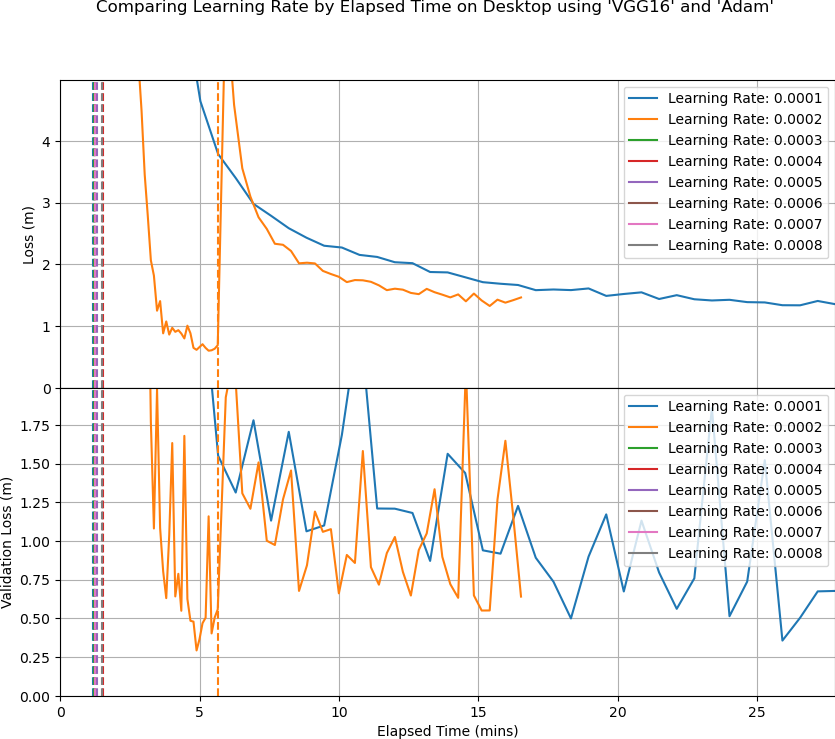 Comparing Learning Rate by Elapsed Time on Desktop using 'VGG16' and 'Adam'
Loss (m)
4
3
2
1
0
Learning Rate: 0.0001
Learning Rate: 0.0002
Learning Rate: 0.0003
Learning Rate: 0.0004
Learning Rate: 0.0005
Learning Rate: 0.0006
Learning Rate: 0.0007
Learning Rate: 0.0008
Validation Loss (m)
1.75
1.50
1.25
1.00
0.75
0.50
0.25
0.00
Learning Rate: 0.0001
Learning Rate: 0.0002
Learning Rate: 0.0003
Learning Rate: 0.0004
Learning Rate: 0.0005
Learning Rate: 0.0006
Learning Rate: 0.0007
Learning Rate: 0.0008
0 5 10 15 20 25
Elapsed Time (mins)